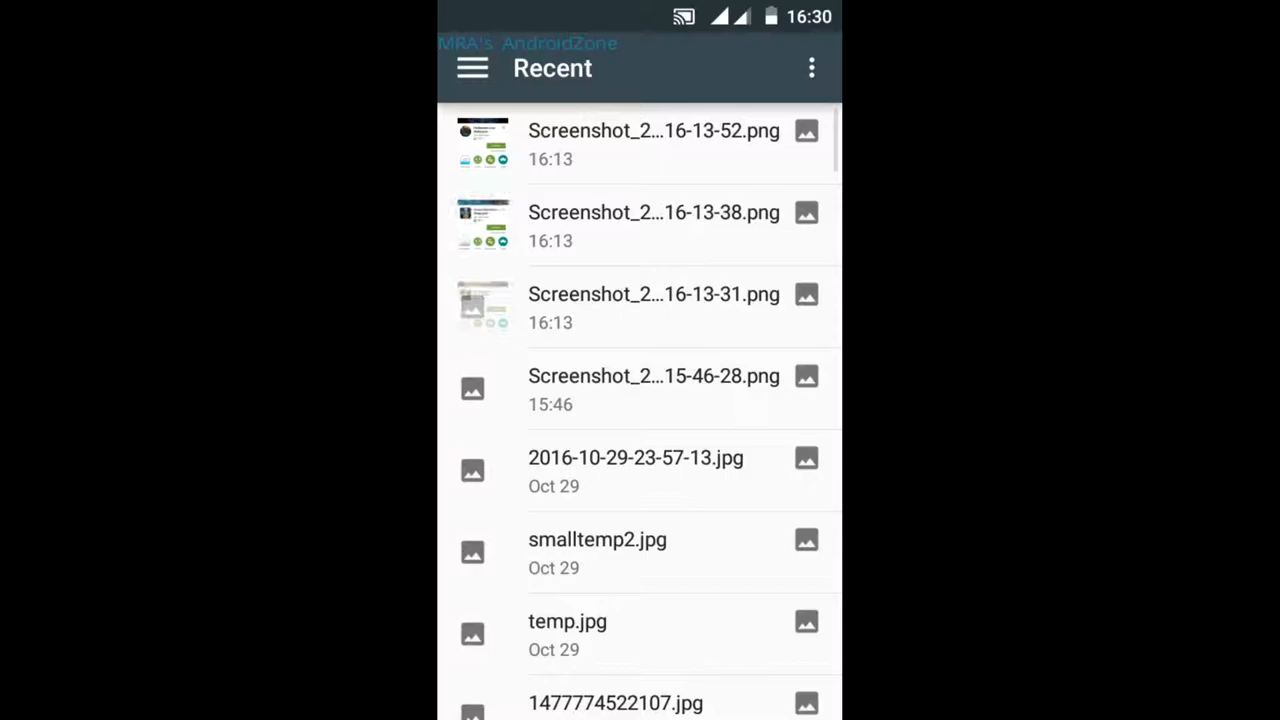 16:30
MRA's AndroidZone
Recent
Screenshot_2...16-13-52.png
16:13
Screenshot_2...16-13-38.png
16:13
Screenshot_2...16-13-31.png
16:13
Screenshot_2...15-46-28.png
15:46
2016-10-29-23-57-13.jpg
Oct 29
smalltemp2.jpg
Oct 29
temp.jpg
Oct 29
1477774522107.jpg